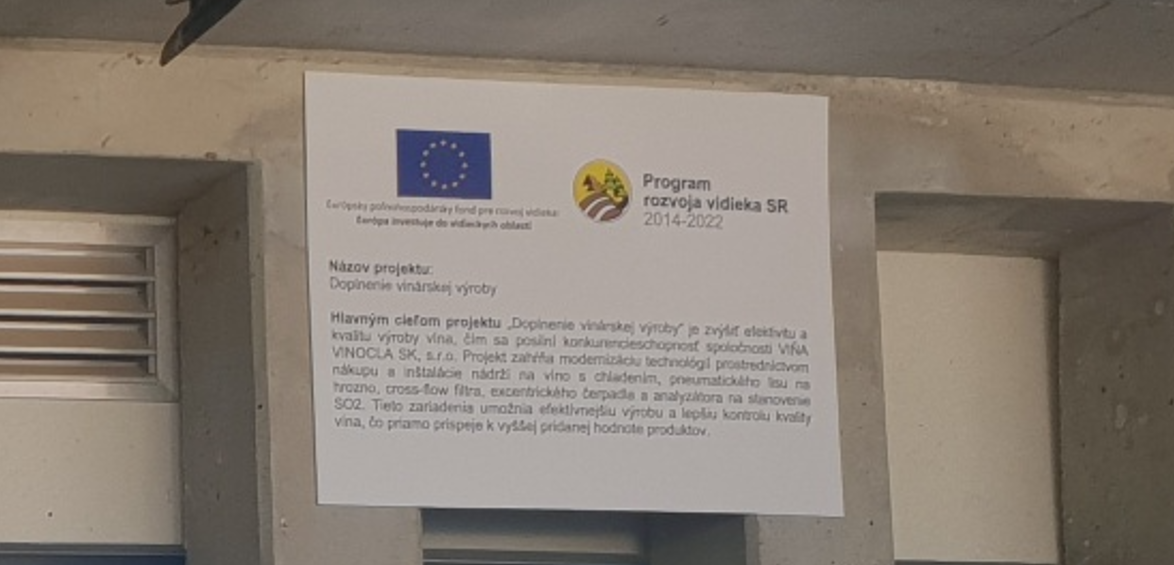 Európsky poľnohospodársky fond pre rozvoj vidieka:
Európa investuje do vidieckych oblastí
Program
rozvoja vidieka SR
2014-2022
Názov projektu:
Doplnenie vinárskej výroby
Hlavným cieľom projektu „Doplnenie vinárskej výroby" je zvýšiť efektivitu a
kvalitu výroby vína, čím sa posilní konkurencieschopnosť spoločnosti VIŇA
VINOCLA SK, s.r.o. Projekt zahŕňa modernizáciu technológií prostredníctvom
nákupu a inštalácie nádrží na víno s chladením, pneumatického lisu na
hrozno, cross-flow filtra, excentrického čerpadla a analyzátora na stanovenie
SO2. Tieto zariadenia umožnia efektívnejšiu výrobu a lepšiu kontrolu kvality
vína, čo priamo prispeje k vyššej pridanej hodnote produktov.